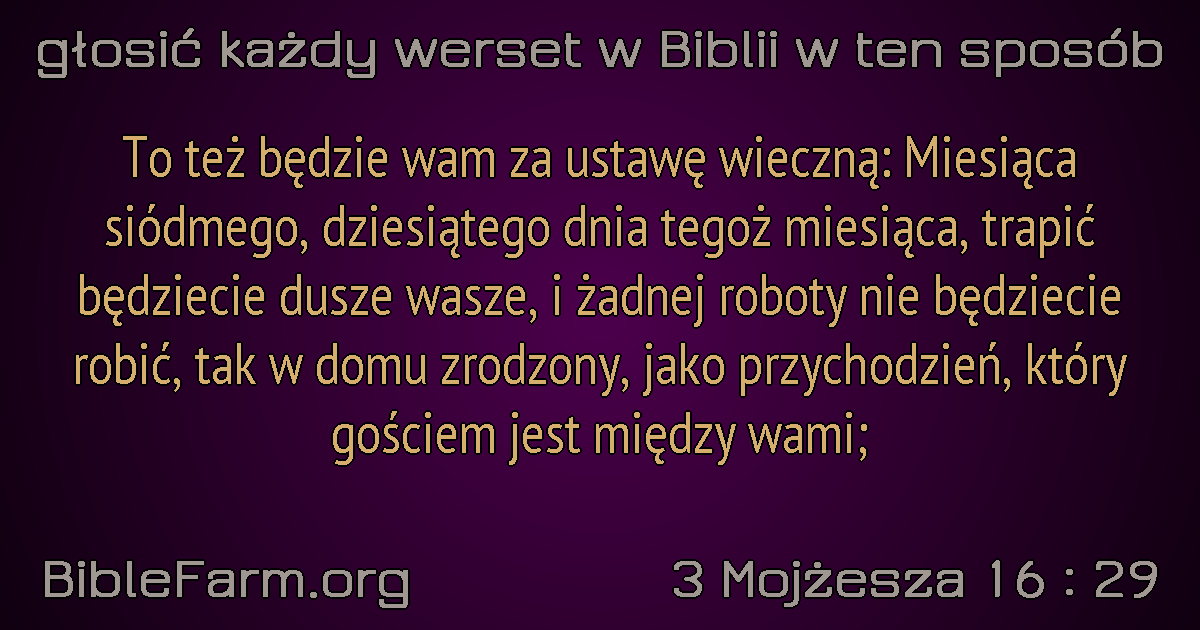 głosić każdy werset w Biblii w ten sposób
To też będzie wam za ustawę wieczną: Miesiąca
siódmego, dziesiątego dnia tegoż miesiąca, trapić
będziecie dusze wasze, i żadnej roboty nie będziecie
robić, tak w domu zrodzony, jako przychodzień, który
gościem jest między wami;
BibleFarm.org
3 Mojżesza 16 : 29